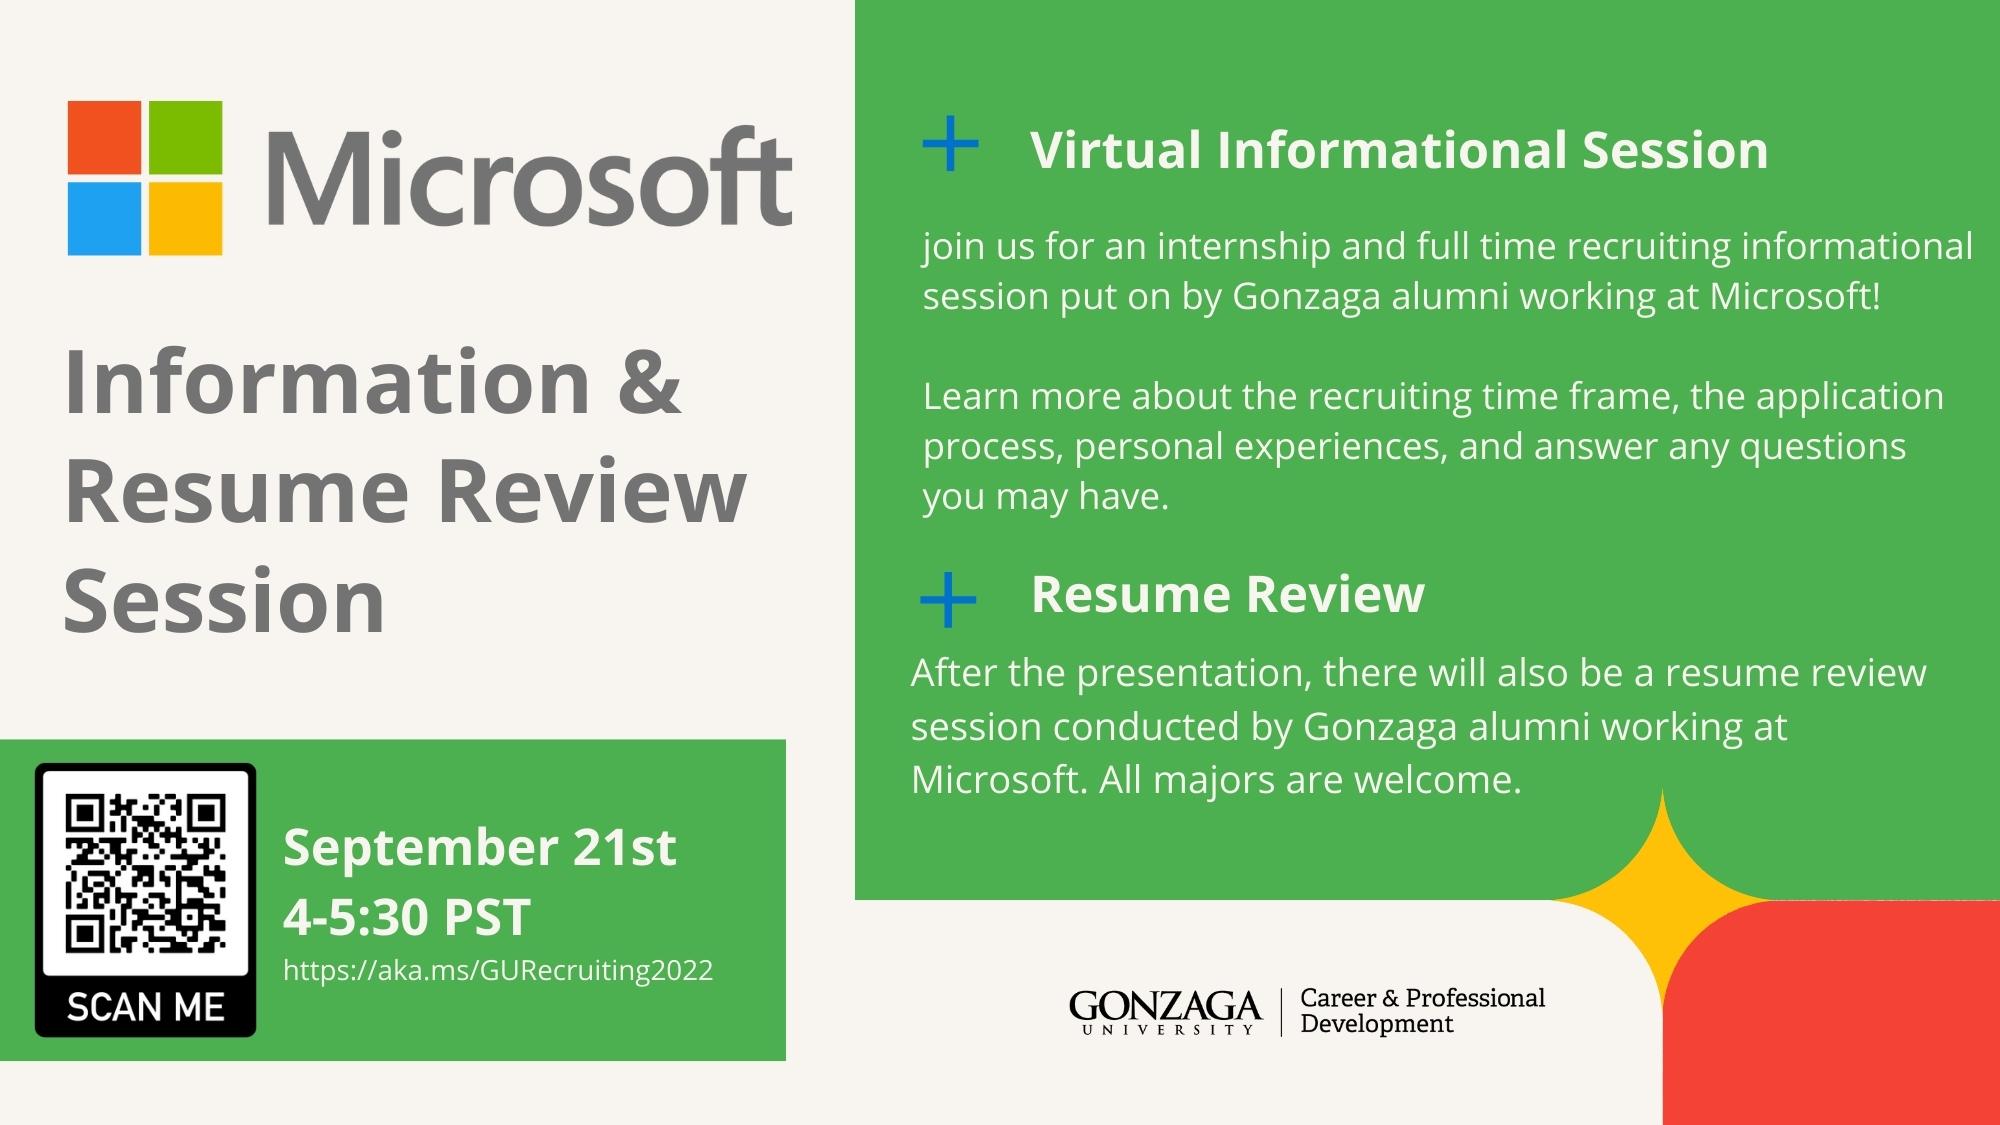 Microsoft
Information &
Resume Review
Session
SCAN ME
September 21st
4-5:30 PST
https://aka.ms/GURecruiting2022
Virtual Informational Session
join us for an internship and full time recruiting informational
session put on by Gonzaga alumni working at Microsoft!
Learn more about the recruiting time frame, the application
process, personal experiences, and answer any questions
you may have.
Resume Review
After the presentation, there will also be a resume review
session conducted by Gonzaga alumni working at
Microsoft. All majors are welcome.
GONZAGA
UNIVERSITY
Career & Professional
Development